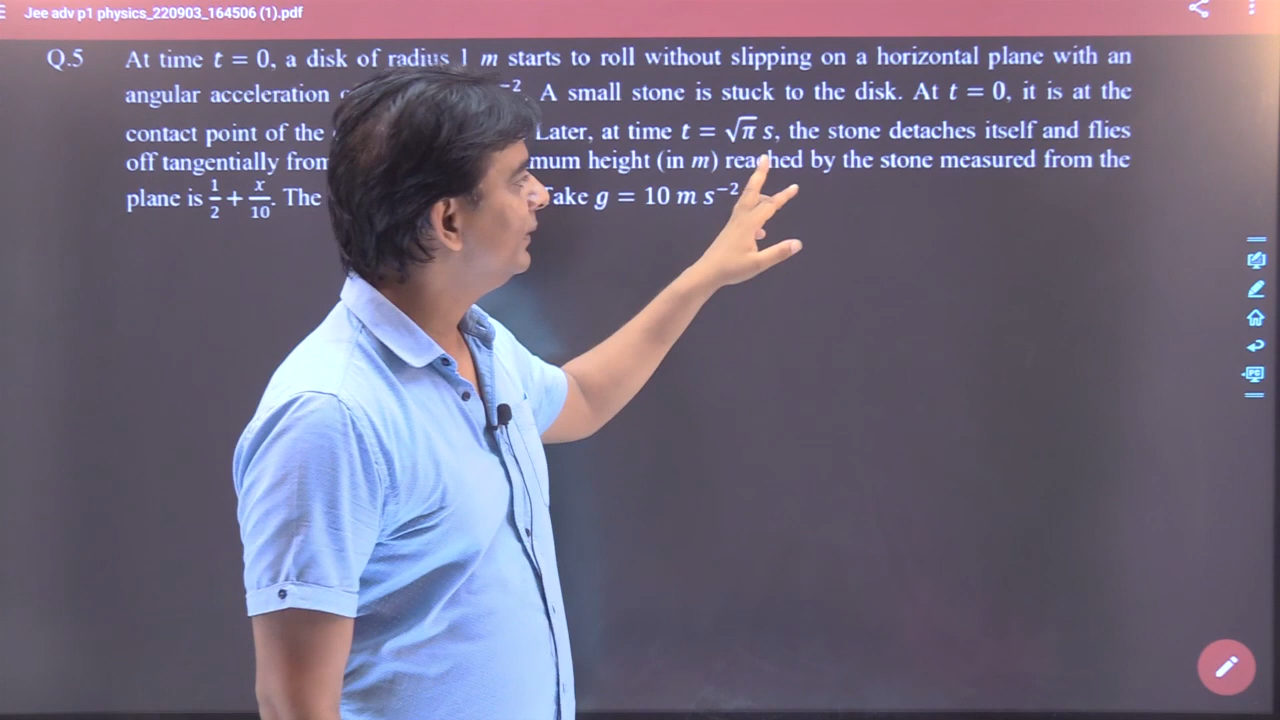 Jee adv p1 physics_220903_164506 (1).pdf
Q.5 At time t = 0, a disk of radius 1 m starts to roll without slipping on a horizontal plane with an
angular acceleration ⁻². A small stone is stuck to the disk. At t = 0, it is at the
contact point of the Later, at time t = √π s, the stone detaches itself and flies
off tangentially from mum height (in m) reached by the stone measured from the
plane is 1/2 + x/10. The ake g = 10 m s⁻²
PC